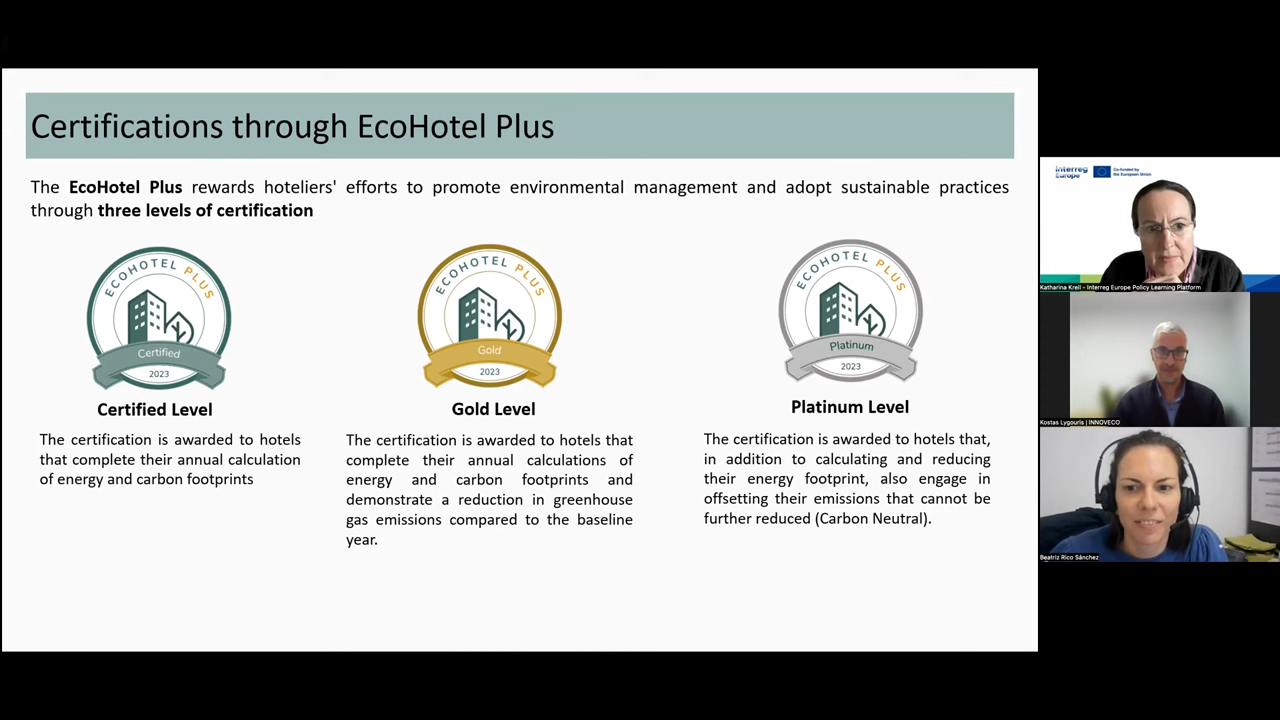 Certifications through EcoHotel Plus
The EcoHotel Plus rewards hoteliers' efforts to promote environmental management and adopt sustainable practices
through three levels of certification
ECOHOTEL PLUS
Certified
2023
Certified Level
The certification is awarded to hotels
that complete their annual calculation
of energy and carbon footprints
ECOHOTEL PLUS
Gold
2023
Gold Level
The certification is awarded to hotels that
complete their annual calculations of
energy and carbon footprints and
demonstrate a reduction in greenhouse
gas emissions compared to the baseline
year.
ECOHOTEL PLUS
Platinum
2023
Platinum Level
The certification is awarded to hotels that,
in addition to calculating and reducing
their energy footprint, also engage in
offsetting their emissions that cannot be
further reduced (Carbon Neutral).
Interreg
Europe
Co-funded by
the European Union
Katharina Krell - Interreg Europe Policy Learning Platform
Kostas Lygouris | INNOVECO
Beatriz Rico Sánchez